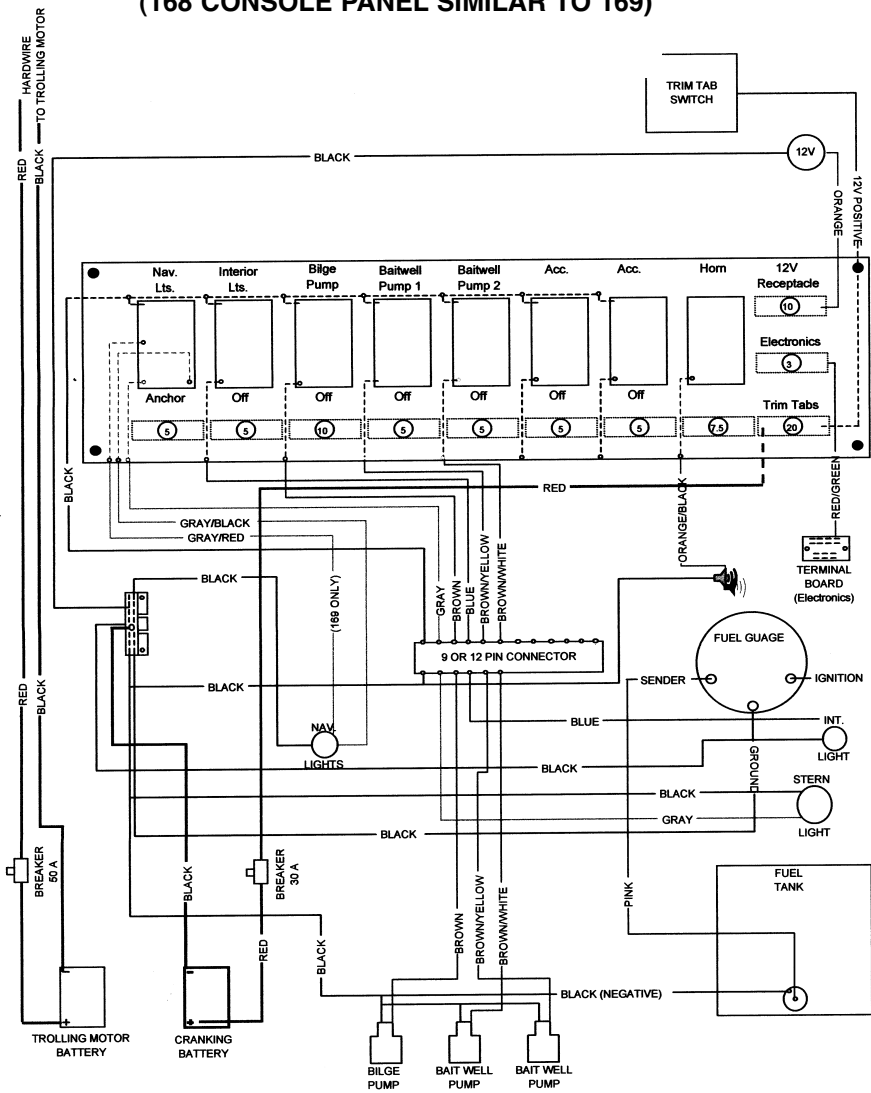 (168 CONSOLE PANEL SIMILAR TO 169)
HARDWIRE
TO TROLLING MOTOR
RED
BLACK
TRIM TAB
SWITCH
12V
BLACK
ORANGE
12V POSITIVE
Nav.
Lts.
Interior
Lts.
Bilge
Pump
Baitwell
Pump 1
Baitwell
Pump 2
Acc.
Acc.
Horn
12V
Receptacle
10
Electronics
3
Anchor
Off
Off
Off
Off
Off
Off
Trim Tabs
5
5
10
5
5
5
5
7.5
20
BLACK
RED
ORANGE/BLACK
RED/GREEN
GRAY/BLACK
GRAY/RED
BLACK
(169 ONLY)
GRAY
BROWN
BLUE
BROWN/YELLOW
BROWN/WHITE
TERMINAL
BOARD
(Electronics)
9 OR 12 PIN CONNECTOR
FUEL GUAGE
SENDER
IGNITION
GROUND
RED
BLACK
BLACK
NAV.
LIGHTS
BLUE
INT.
LIGHT
BLACK
STERN
LIGHT
BLACK
GRAY
BLACK
BREAKER
50 A
BLACK
BREAKER
30 A
RED
BLACK
BROWN
BROWN/YELLOW
BROWN/WHITE
PINK
FUEL
TANK
BLACK (NEGATIVE)
-
+
TROLLING MOTOR
BATTERY
-
+
CRANKING
BATTERY
BILGE
PUMP
BAIT WELL
PUMP
BAIT WELL
PUMP